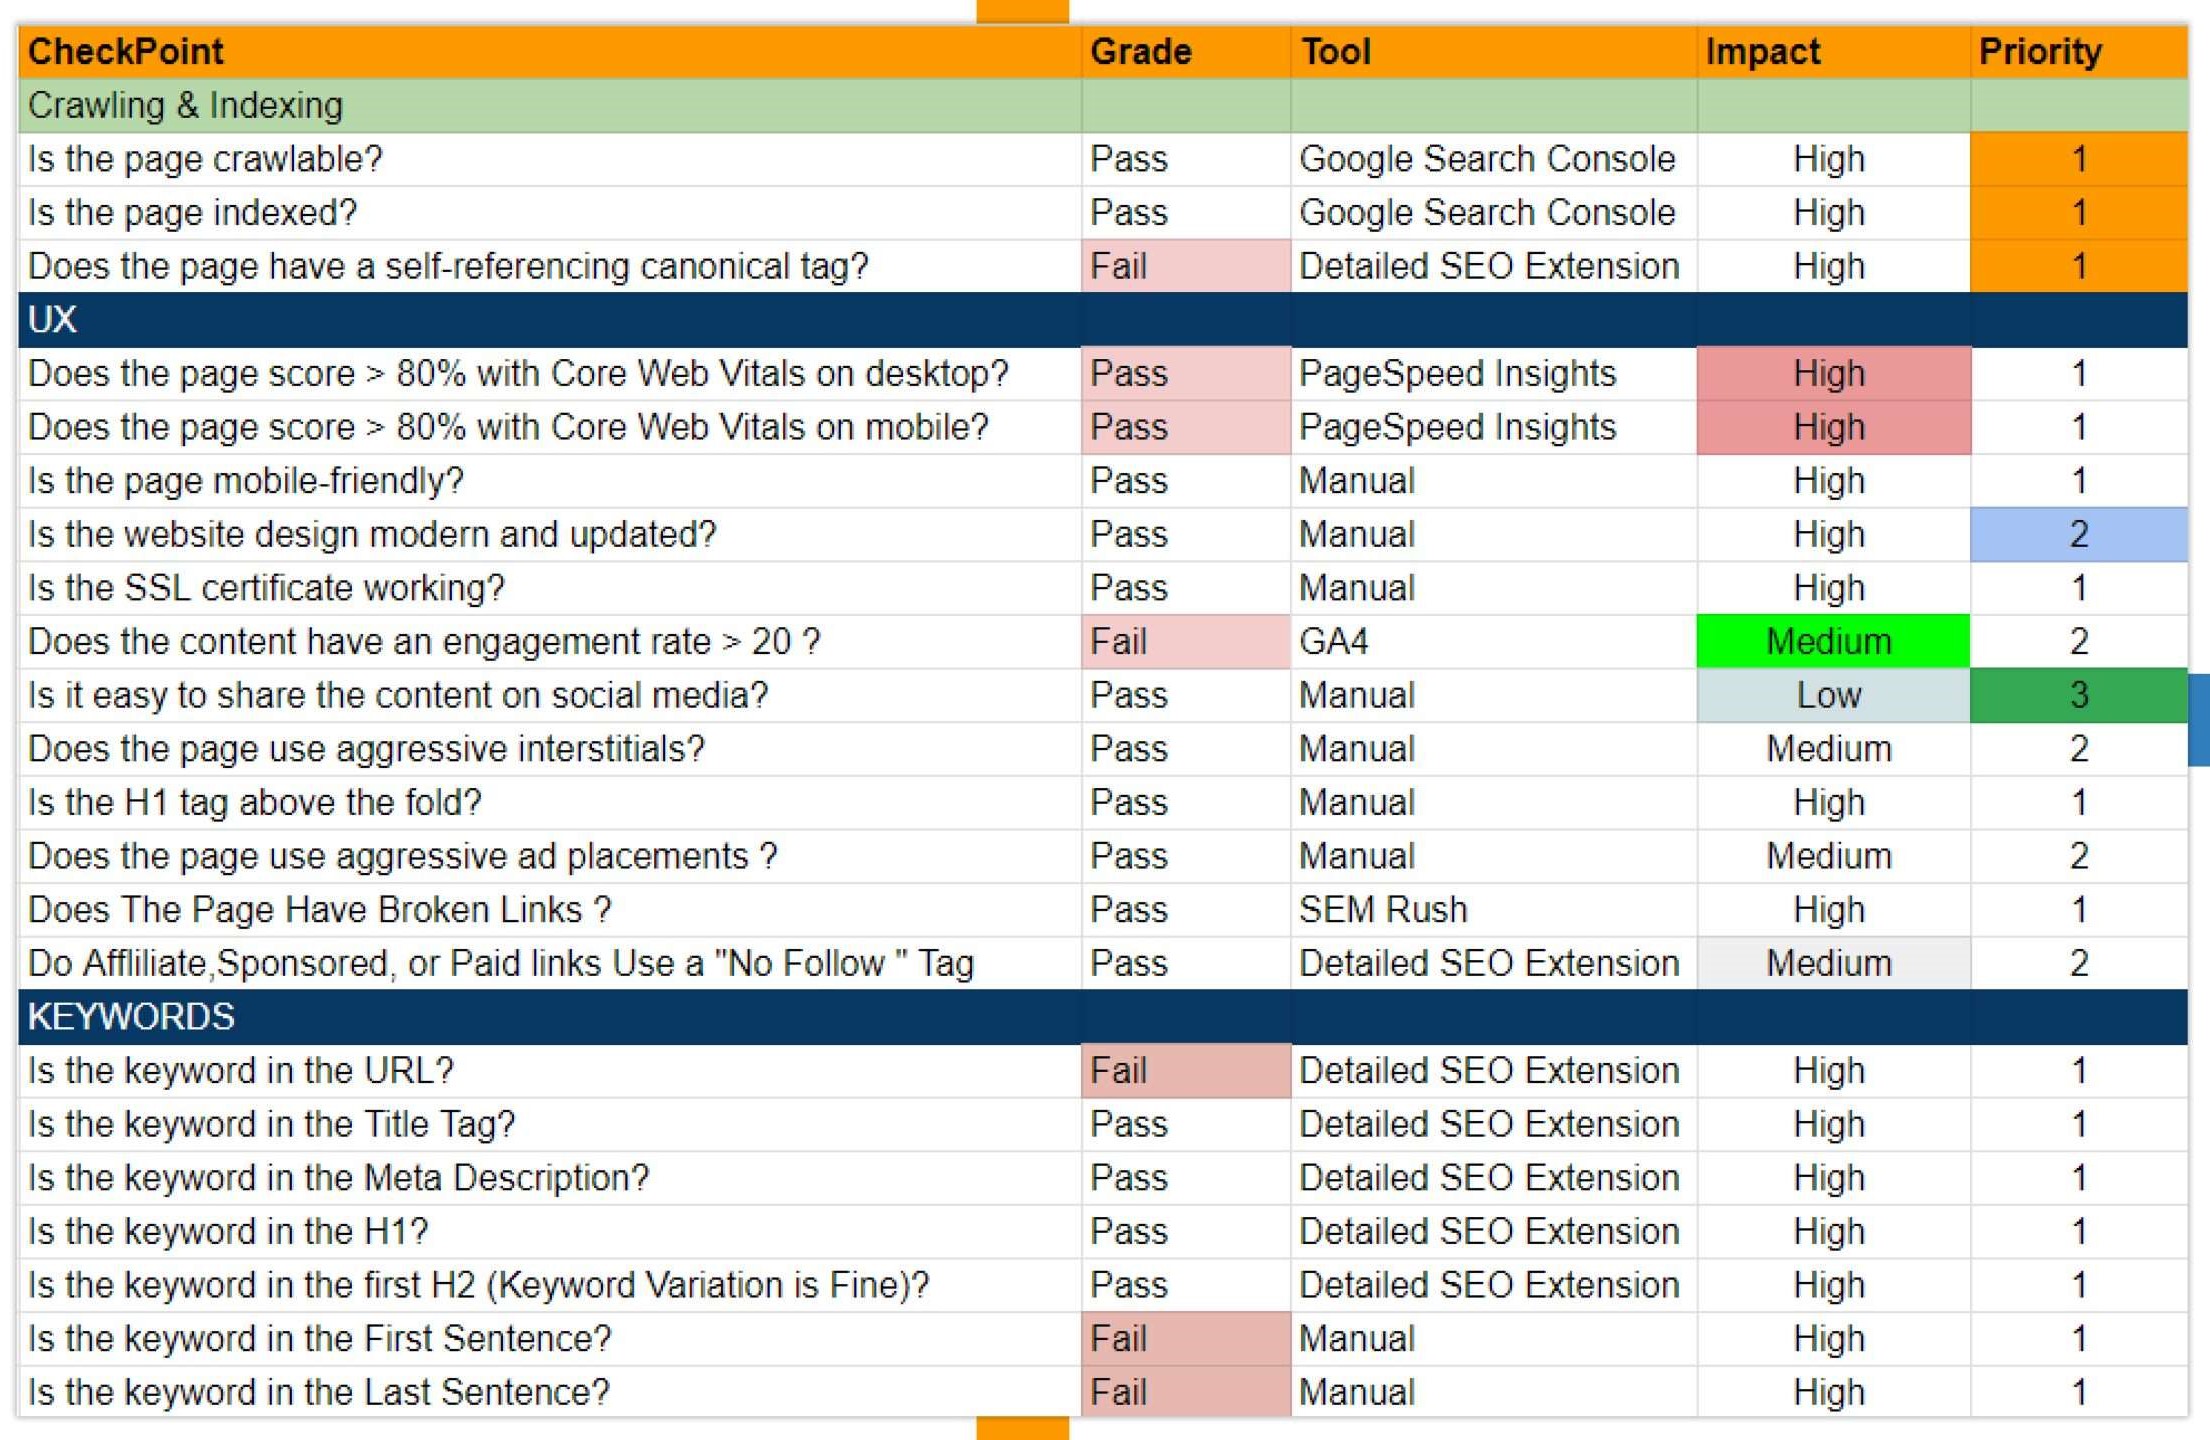 CheckPoint Grade Tool Impact Priority
Crawling & Indexing
Is the page crawlable? Pass Google Search Console High 1
Is the page indexed? Pass Google Search Console High 1
Does the page have a self-referencing canonical tag? Fail Detailed SEO Extension High 1
UX
Does the page score > 80% with Core Web Vitals on desktop? Pass PageSpeed Insights High 1
Does the page score > 80% with Core Web Vitals on mobile? Pass PageSpeed Insights High 1
Is the page mobile-friendly? Pass Manual High 1
Is the website design modern and updated? Pass Manual High 2
Is the SSL certificate working? Pass Manual High 1
Does the content have an engagement rate > 20 ? Fail GA4 Medium 2
Is it easy to share the content on social media? Pass Manual Low 3
Does the page use aggressive interstitials? Pass Manual Medium 2
Is the H1 tag above the fold? Pass Manual High 1
Does the page use aggressive ad placements ? Pass Manual Medium 2
Does The Page Have Broken Links ? Pass SEM Rush High 1
Do Affliliate,Sponsored, or Paid links Use a "No Follow " Tag Pass Detailed SEO Extension Medium 2
KEYWORDS
Is the keyword in the URL? Fail Detailed SEO Extension High 1
Is the keyword in the Title Tag? Pass Detailed SEO Extension High 1
Is the keyword in the Meta Description? Pass Detailed SEO Extension High 1
Is the keyword in the H1? Pass Detailed SEO Extension High 1
Is the keyword in the first H2 (Keyword Variation is Fine)? Pass Detailed SEO Extension High 1
Is the keyword in the First Sentence? Fail Manual High 1
Is the keyword in the Last Sentence? Fail Manual High 1